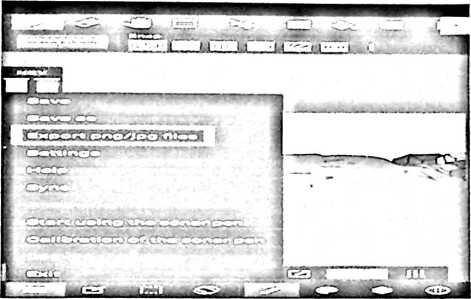 Save
Save as
Export png/jpg files
Settings
Help
Sync
Start using the sonar pen
Calibration of the sonar pen
Exit